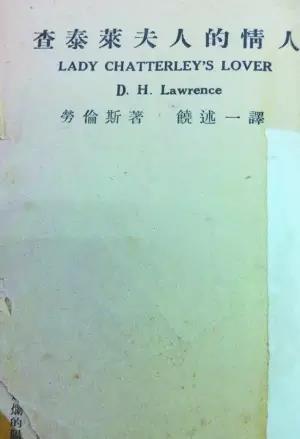 查泰萊夫人的情人
LADY CHATTERLEY'S LOVER
D. H. Lawrence
勞倫斯著 饒述一譯
的